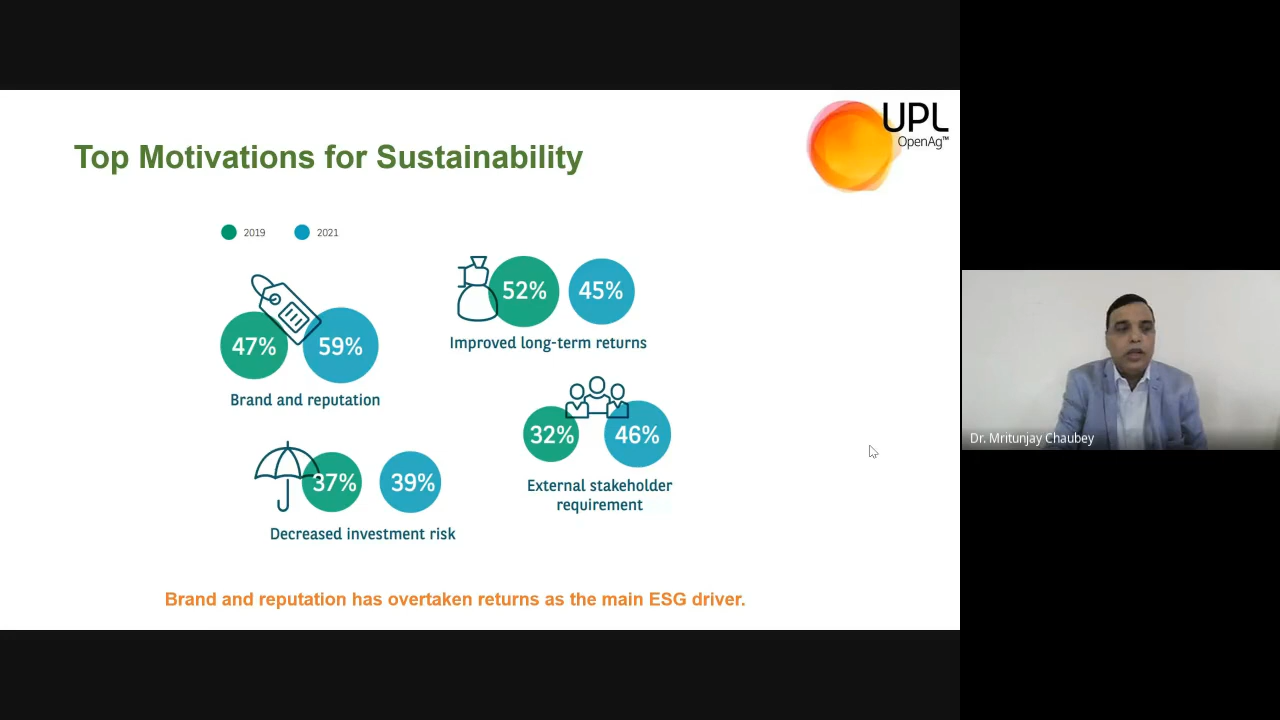 UPL
OpenAg™
Top Motivations for Sustainability
2019
2021
47%
59%
Brand and reputation
52%
45%
Improved long-term returns
37%
39%
Decreased investment risk
32%
46%
External stakeholder
requirement
Brand and reputation has overtaken returns as the main ESG driver.
Dr. Mritunjay Chaubey